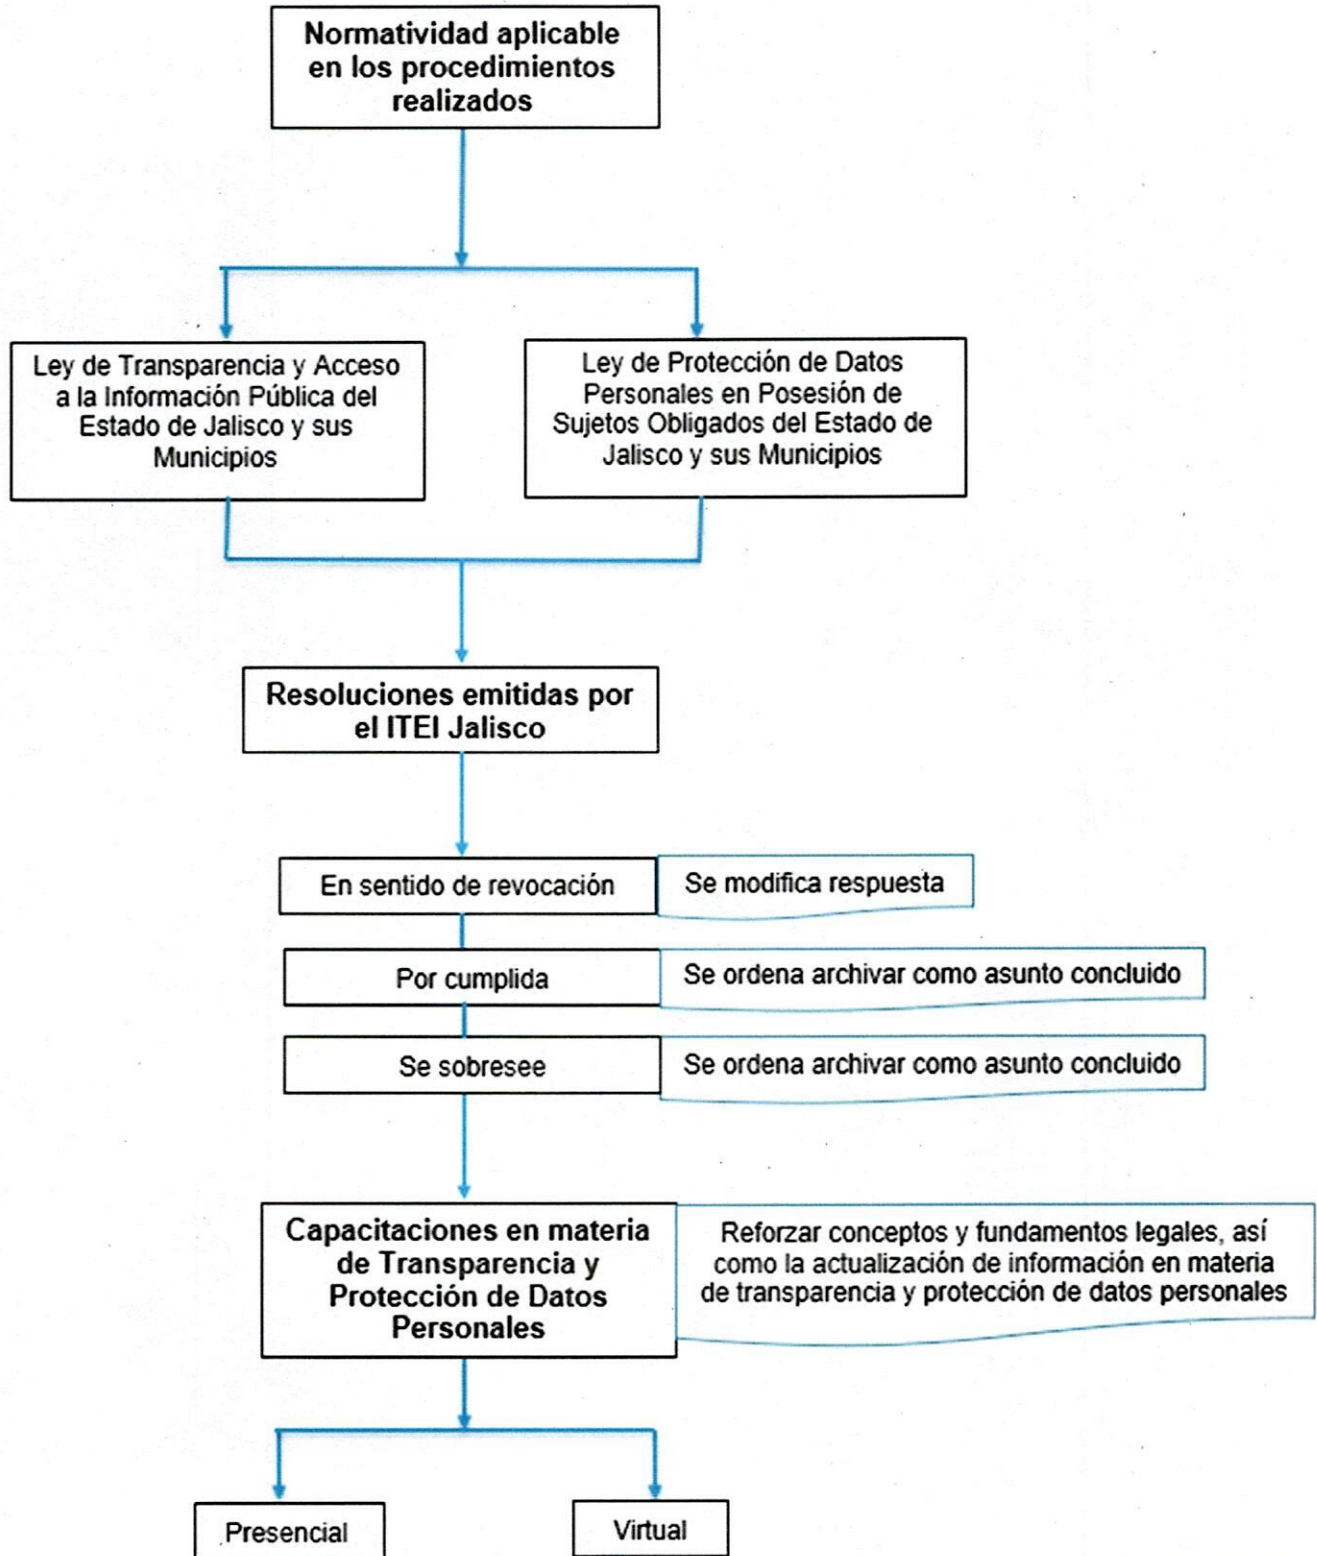 Normatividad aplicable
en los procedimientos
realizados
Ley de Transparencia y Acceso
a la Información Pública del
Estado de Jalisco y sus
Municipios
Ley de Protección de Datos
Personales en Posesión de
Sujetos Obligados del Estado de
Jalisco y sus Municipios
Resoluciones emitidas por
el ITEI Jalisco
En sentido de revocación
Se modifica respuesta
Por cumplida
Se ordena archivar como asunto concluido
Se sobresee
Se ordena archivar como asunto concluido
Capacitaciones en materia
de Transparencia y
Protección de Datos
Personales
Reforzar conceptos y fundamentos legales, así
como la actualización de información en materia
de transparencia y protección de datos personales
Presencial
Virtual